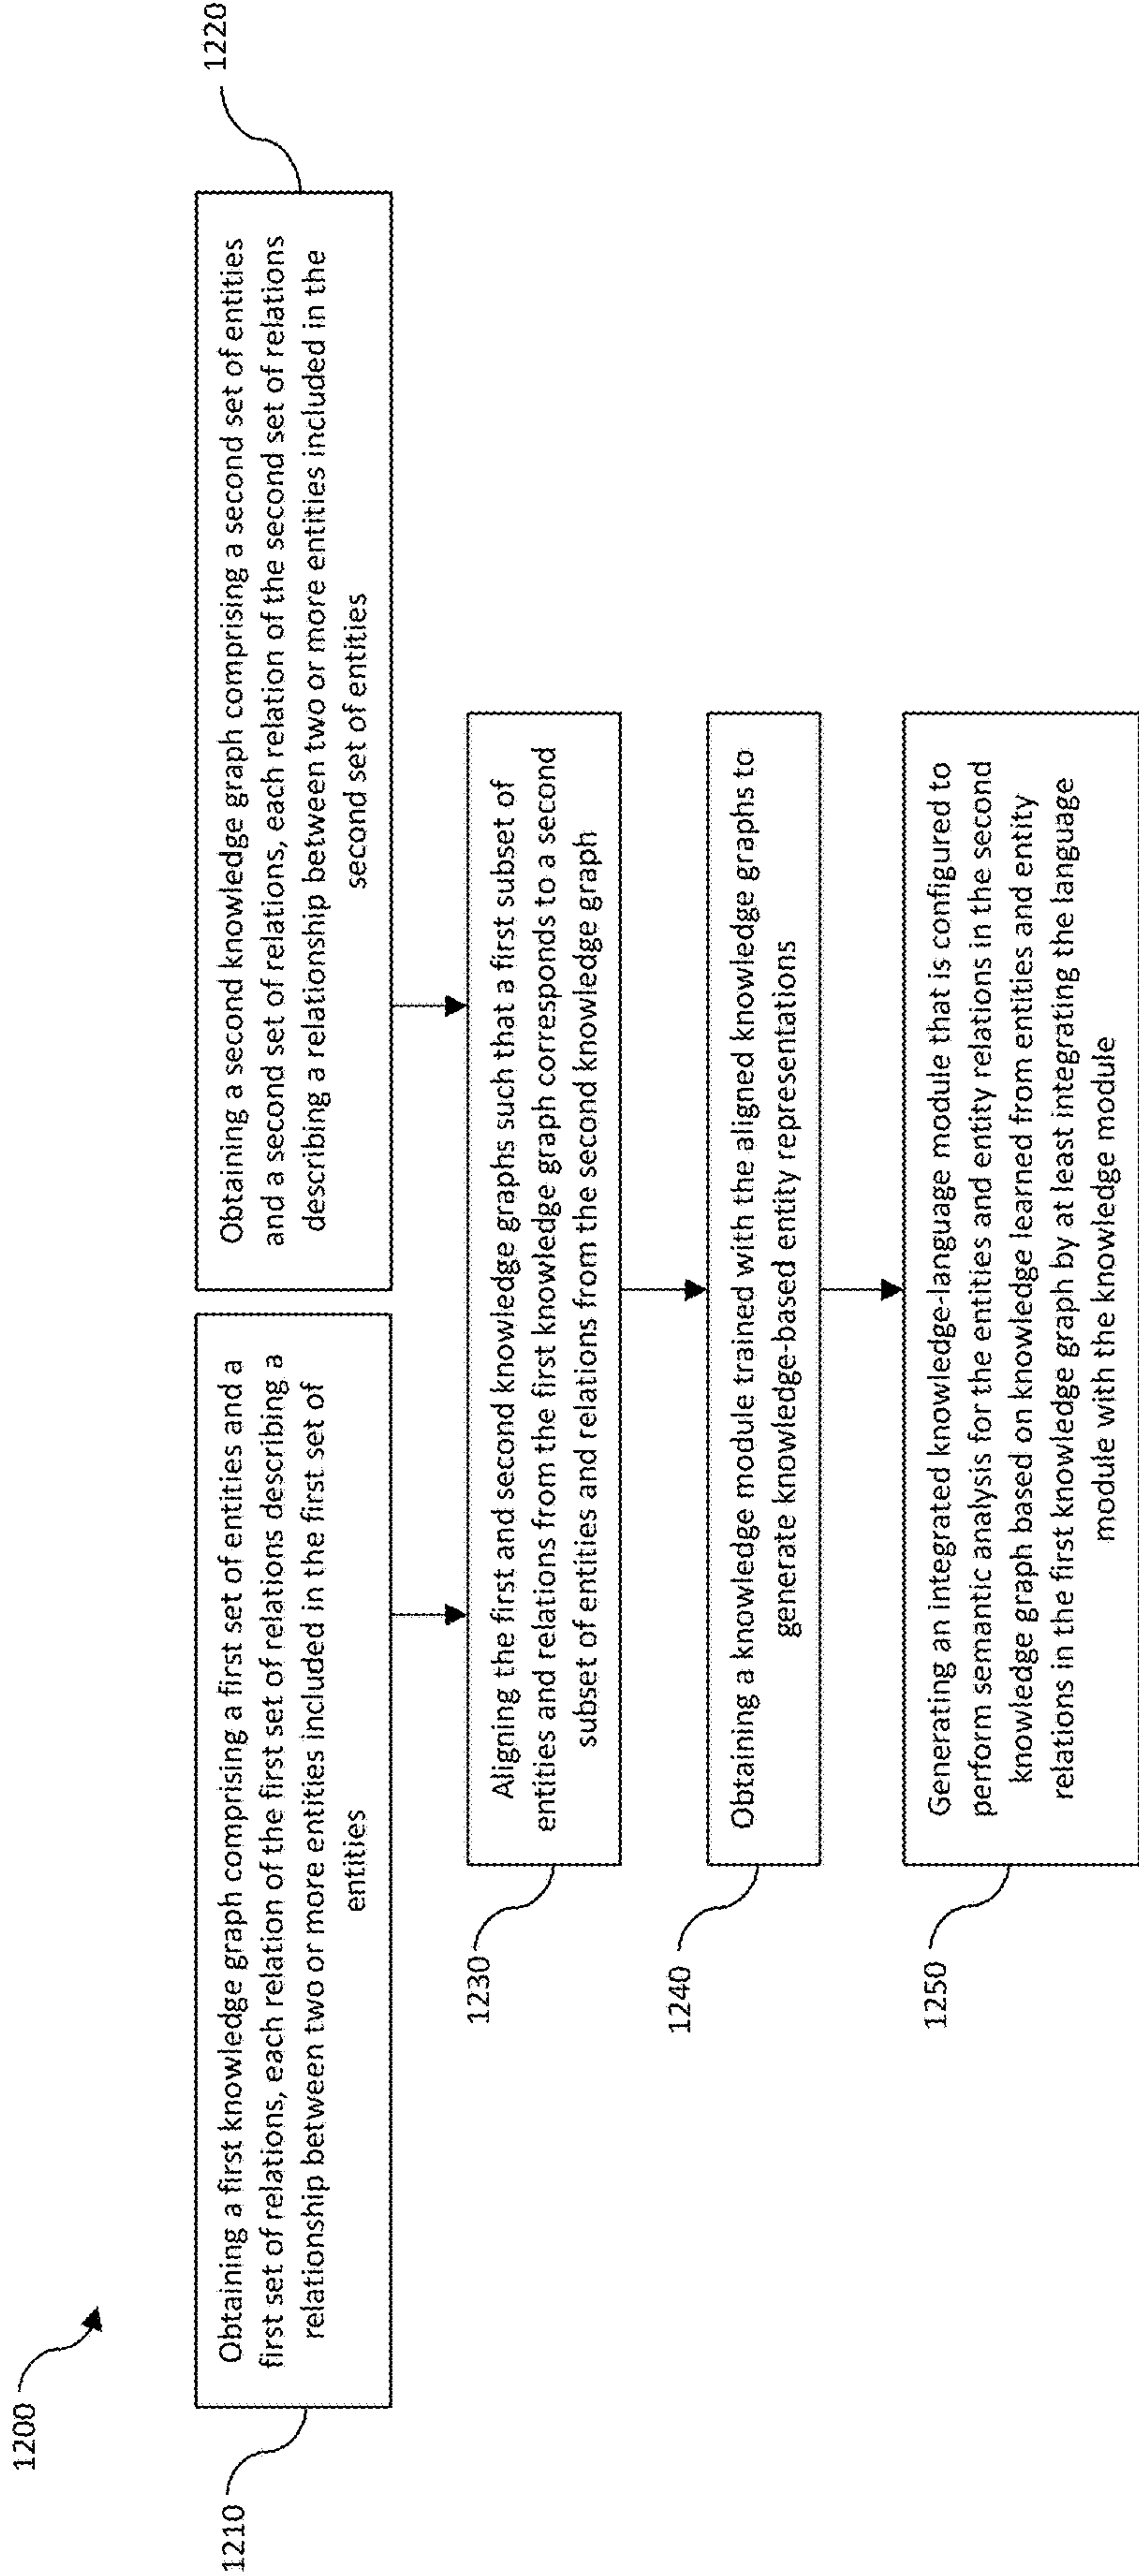 1200
1210
Obtaining a first knowledge graph comprising a first set of entities and a
first set of relations, each relation of the first set of relations describing a
relationship between two or more entities included in the first set of
entities
1220
Obtaining a second knowledge graph comprising a second set of entities
and a second set of relations, each relation of the second set of relations
describing a relationship between two or more entities included in the
second set of entities
1230
Aligning the first and second knowledge graphs such that a first subset of
entities and relations from the first knowledge graph corresponds to a second
subset of entities and relations from the second knowledge graph
1240
Obtaining a knowledge module trained with the aligned knowledge graphs to
generate knowledge-based entity representations
1250
Generating an integrated knowledge-language module that is configured to
perform semantic analysis for the entities and entity relations in the second
knowledge graph based on knowledge learned from entities and entity
relations in the first knowledge graph by at least integrating the language
module with the knowledge module